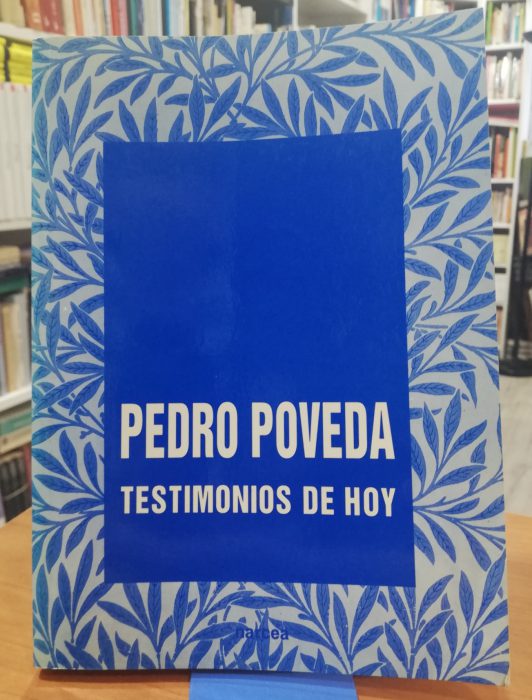 PEDRO POVEDA
TESTIMONIOS DE HOY
narcea